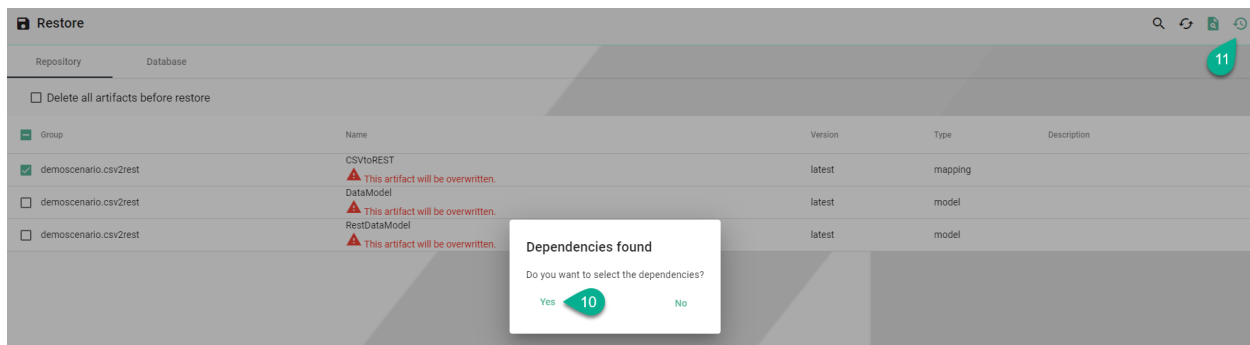 Restore
11
Repository Database
Delete all artifacts before restore
Group Name Version Type Description
demoscenario.csv2rest CSVtoREST latest mapping
This artifact will be overwritten.
demoscenario.csv2rest DataModel latest model
This artifact will be overwritten.
demoscenario.csv2rest RestDataModel latest model
This artifact will be overwritten.
Dependencies found
Do you want to select the dependencies?
Yes 10 No